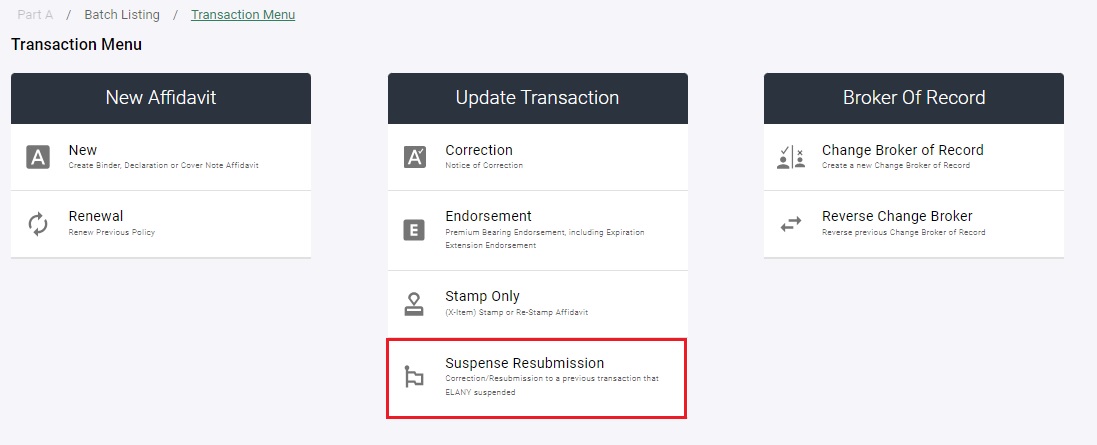 Part A / Batch Listing / Transaction Menu
Transaction Menu
New Affidavit
A
New
Create Binder, Declaration or Cover Note Affidavit
Renewal
Renew Previous Policy
Update Transaction
A
Correction
Notice of Correction
E
Endorsement
Premium Bearing Endorsement, including Expiration
Extension Endorsement
Stamp Only
(X-Item) Stamp or Re-Stamp Affidavit
Suspense Resubmission
Correction/Resubmission to a previous transaction that
ELANY suspended
Broker Of Record
Change Broker of Record
Create a new Change Broker of Record
Reverse Change Broker
Reverse previous Change Broker of Record